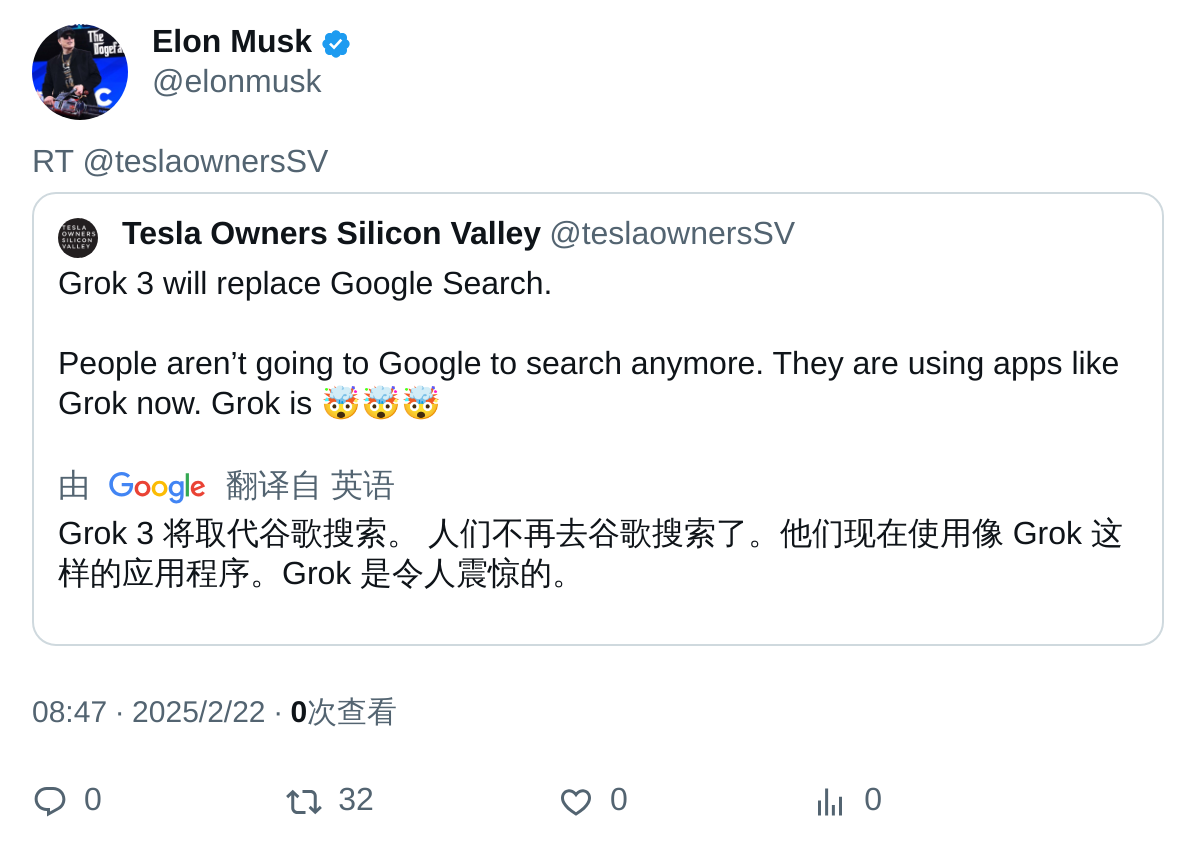 Elon Musk
@elonmusk
RT @teslaownersSV
TESLA
OWNERS
SILICON
VALLEY
Tesla Owners Silicon Valley @teslaownersSV
Grok 3 will replace Google Search.
People aren’t going to Google to search anymore. They are using apps like
Grok now. Grok is 🤯🤯🤯
由 Google 翻译自 英语
Grok 3 将取代谷歌搜索。 人们不再去谷歌搜索了。他们现在使用像 Grok 这
样的应用程序。Grok 是令人震惊的。
08:47 · 2025/2/22 · 0次查看
0 32 0 0